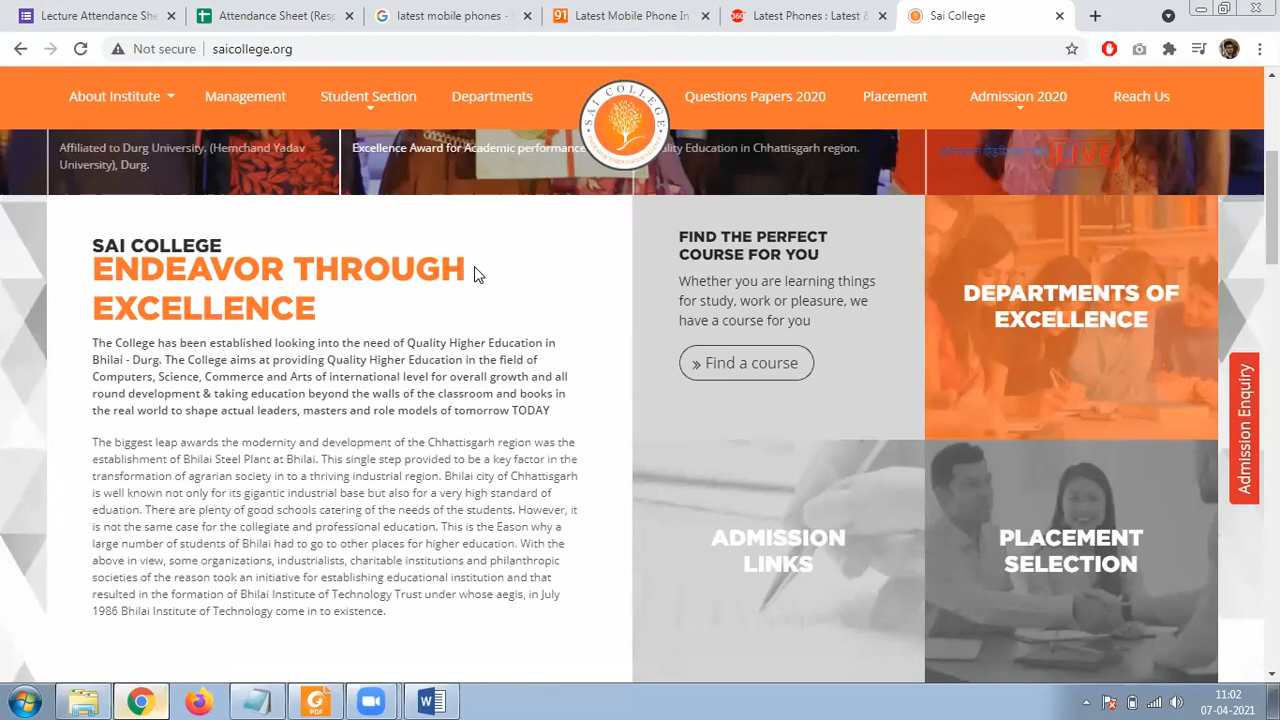 Lecture Attendance She
Attendance Sheet (Res
latest mobile phones -
Latest Mobile Phone In
Latest Phones : Latest &
Sai College
Not secure
saicollege.org
About Institute
Management
Student Section
Departments
SAI COLLEGE
Questions Papers 2020
Placement
Admission 2020
Reach Us
Affiliated to Durg University. (Hemchand Yadav
University), Durg.
Excellence Award for Academic performance
ity Education in Chhattisgarh region.
LIVE
SAI COLLEGE
ENDEAVOR THROUGH
EXCELLENCE
The College has been established looking into the need of Quality Higher Education in
Bhilai - Durg. The College aims at providing Quality Higher Education in the field of
Computers, Science, Commerce and Arts of international level for overall growth and all
round development & taking education beyond the walls of the classroom and books in
the real world to shape actual leaders, masters and role models of tomorrow TODAY
The biggest leap awards the modernity and development of the Chhattisgarh region was the
establishment of Bhilai Steel Plant at Bhilai. This single step provided to be a key factor in the
transformation of agrarian society in to a thriving industrial region. Bhilai city of Chhattisgarh
is well known not only for its gigantic industrial base but also for a very high standard of
eduation. There are plenty of good schools catering of the needs of the students. However, it
is not the same case for the collegiate and professional education. This is the Eason why a
large number of students of Bhilai had to go to other places for higher education. With the
above in view, some organizations, industrialists, charitable institutions and philanthropic
societies of the reason took an initiative for establishing educational institution and that
resulted in the formation of Bhilai Institute of Technology Trust under whose aegis, in July
1986 Bhilai Institute of Technology come in to existence.
FIND THE PERFECT
COURSE FOR YOU
Whether you are learning things
for study, work or pleasure, we
have a course for you
» Find a course
DEPARTMENTS OF
EXCELLENCE
ADMISSION
LINKS
PLACEMENT
SELECTION
Admission Enquiry
11:02
07-04-2021